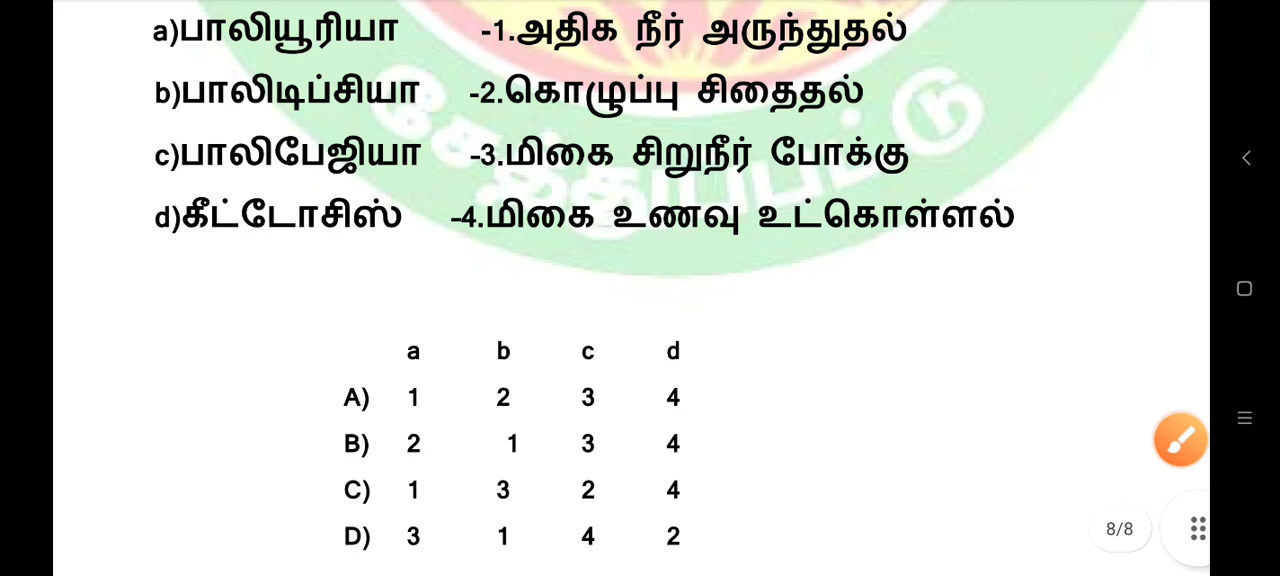 a)பாலியூரியா -1.அதிக நீர் அருந்துதல்
b)பாலிடிப்சியா -2.கொழுப்பு சிதைதல்
c)பாலிபேஜியா -3.மிகை சிறுநீர் போக்கு
d)கீட்டோசிஸ் -4.மிகை உணவு உட்கொள்ளல்
a b c d
A) 1 2 3 4
B) 2 1 3 4
C) 1 3 2 4
D) 3 1 4 2
8/8